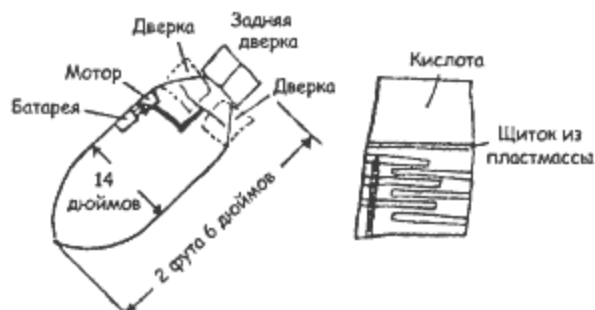 Дверка
Задняя
дверка
Мотор
Батарея
Дверка
14
дюймов
2 фута 6 дюймов
Кислота
Щиток из
пластмассы